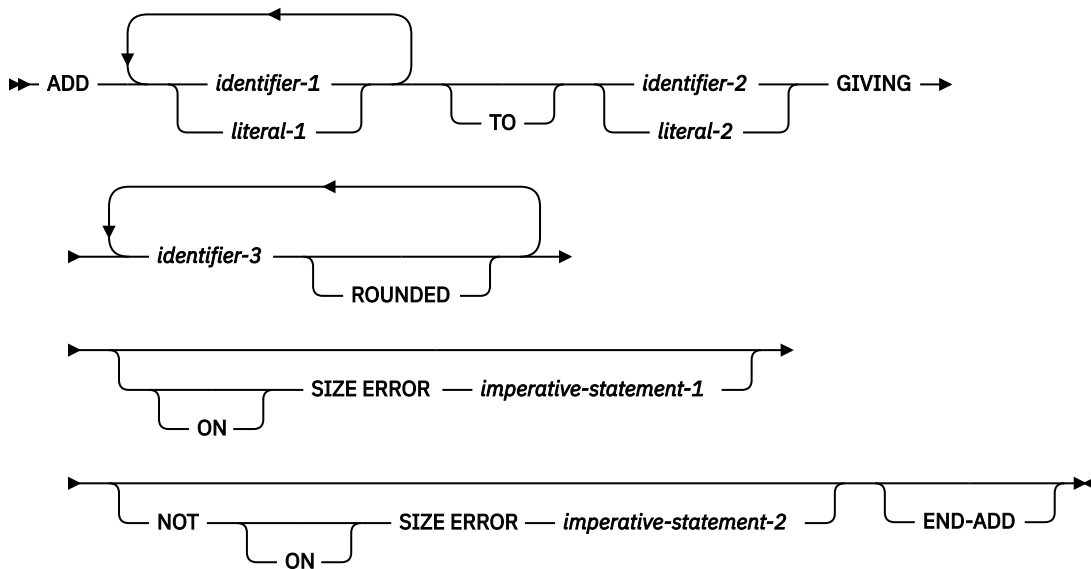 ADD identifier-1 identifier-2 GIVING
literal-1 TO literal-2
identifier-3
ROUNDED
SIZE ERROR imperative-statement-1
ON
NOT SIZE ERROR imperative-statement-2 END-ADD
ON